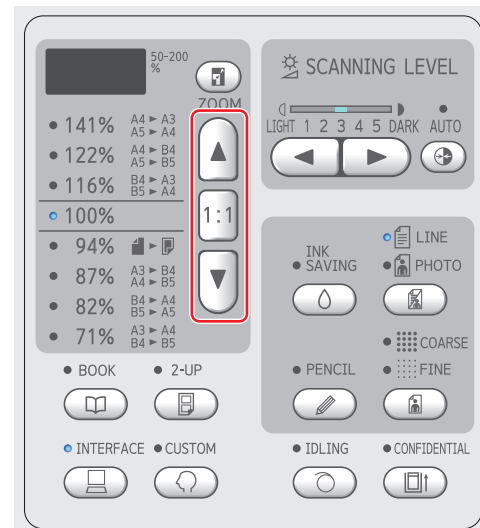 50-200
%
ZOOM
141% A4 ► A3
A5 ► A4
122% A4 ► B4
A5 ► B5
116% B4 ► A3
B5 ► A4
100%
1:1
94%
87% A3 ► B4
A4 ► B5
82% B4 ► A4
B5 ► A5
71% A3 ► A4
B4 ► B5
BOOK
2-UP
INTERFACE
CUSTOM
SCANNING LEVEL
LIGHT 1 2 3 4 5 DARK AUTO
INK
SAVING
LINE
PHOTO
COARSE
PENCIL
FINE
IDLING
CONFIDENTIAL